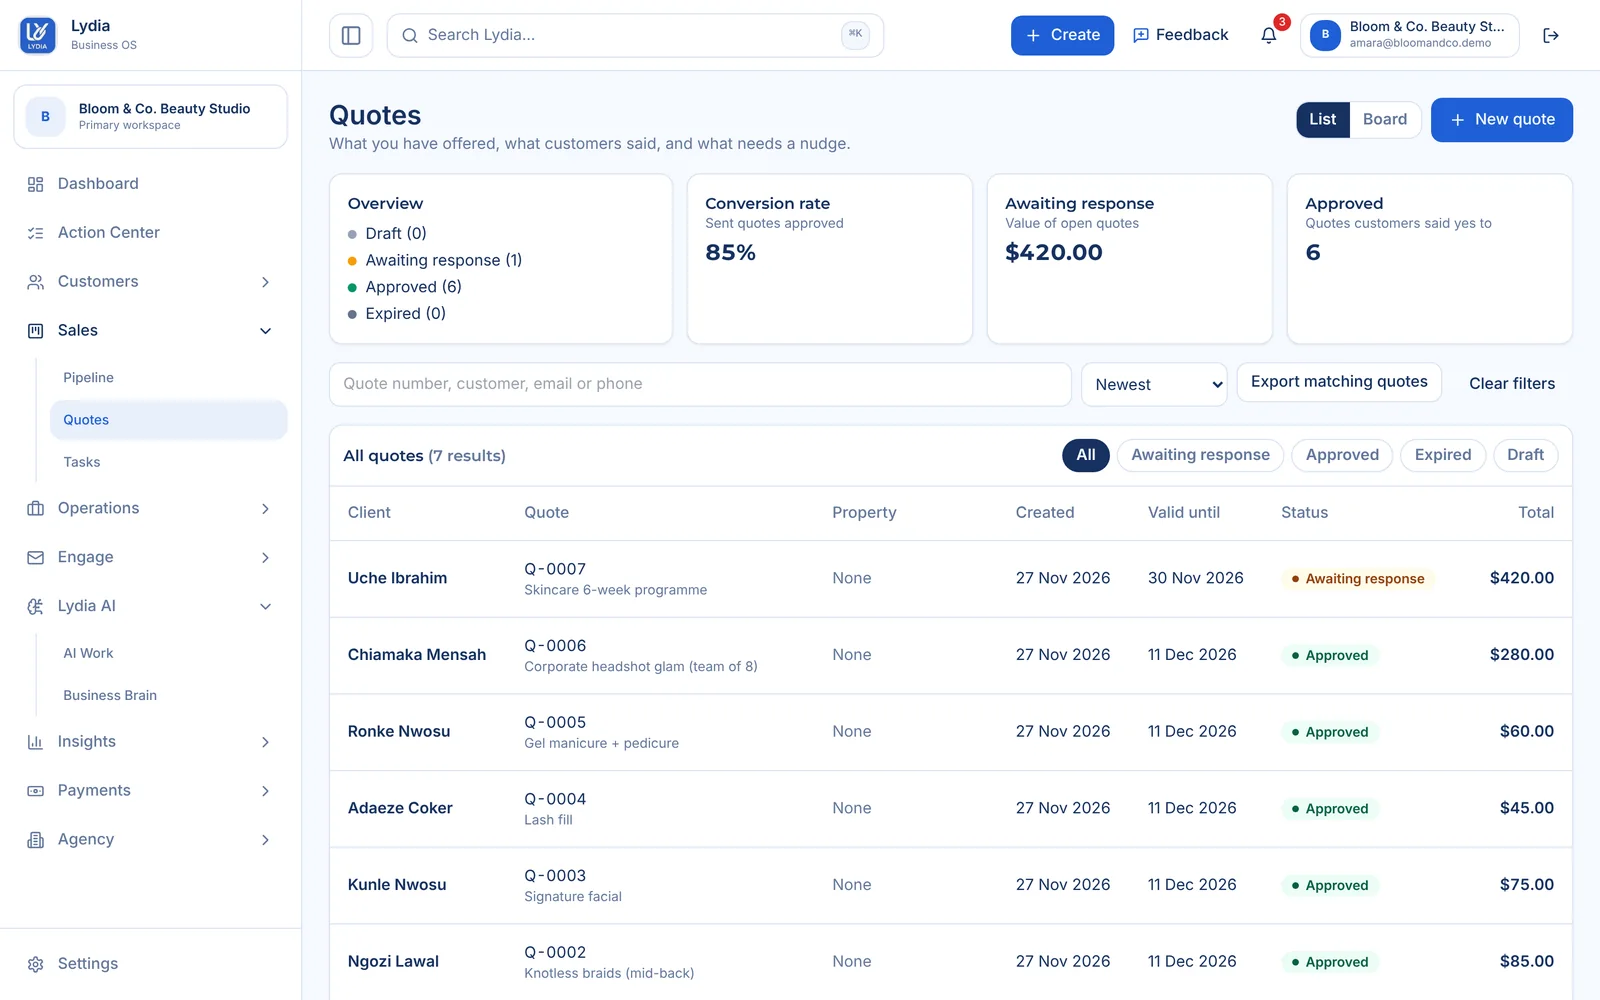 LYDIA
Lydia
Business OS
Search Lydia...
⌘K
+ Create
Feedback
3
B
Bloom & Co. Beauty St...
amara@bloomandco.demo
B
Bloom & Co. Beauty Studio
Primary workspace
Dashboard
Action Center
Customers
Sales
Pipeline
Quotes
Tasks
Operations
Engage
Lydia AI
AI Work
Business Brain
Insights
Payments
Agency
Settings
Quotes
What you have offered, what customers said, and what needs a nudge.
List
Board
+ New quote
Overview
Draft (0)
Awaiting response (1)
Approved (6)
Expired (0)
Conversion rate
Sent quotes approved
85%
Awaiting response
Value of open quotes
$420.00
Approved
Quotes customers said yes to
6
Quote number, customer, email or phone
Newest
Export matching quotes
Clear filters
All quotes (7 results)
All
Awaiting response
Approved
Expired
Draft
Client Quote Property Created Valid until Status Total
Uche Ibrahim Q-0007 None 27 Nov 2026 30 Nov 2026 Awaiting response $420.00
Skincare 6-week programme
Chiamaka Mensah Q-0006 None 27 Nov 2026 11 Dec 2026 Approved $280.00
Corporate headshot glam (team of 8)
Ronke Nwosu Q-0005 None 27 Nov 2026 11 Dec 2026 Approved $60.00
Gel manicure + pedicure
Adaeze Coker Q-0004 None 27 Nov 2026 11 Dec 2026 Approved $45.00
Lash fill
Kunle Nwosu Q-0003 None 27 Nov 2026 11 Dec 2026 Approved $75.00
Signature facial
Ngozi Lawal Q-0002 None 27 Nov 2026 11 Dec 2026 Approved $85.00
Knotless braids (mid-back)